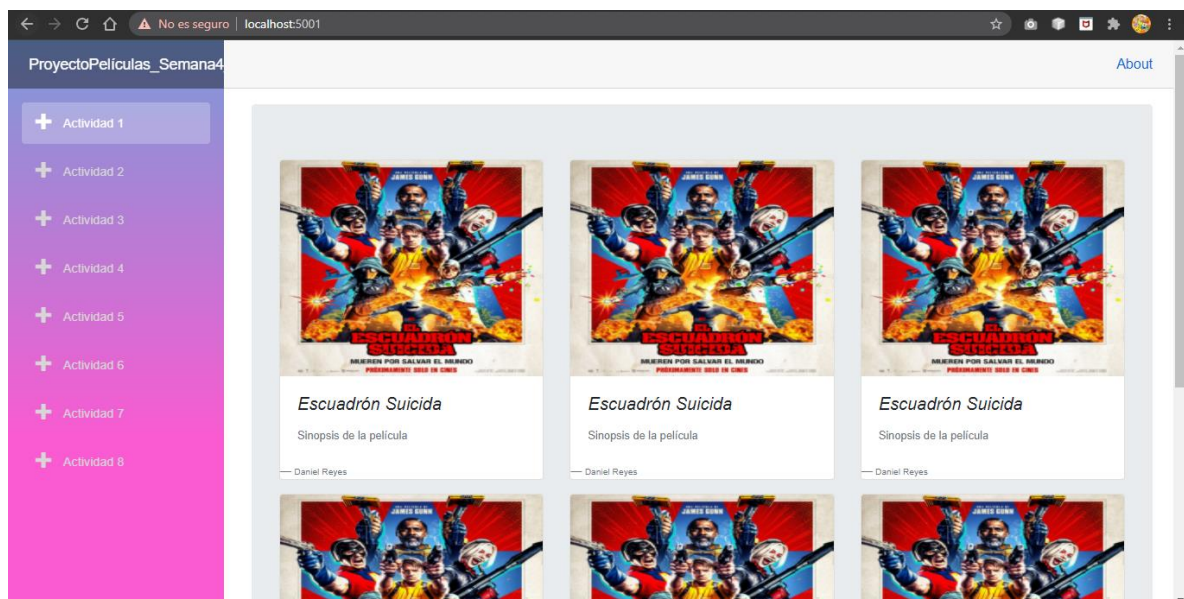 No es seguro | localhost:5001
ProyectoPelículas_Semana4
About
Actividad 1
Actividad 2
Actividad 3
Actividad 4
Actividad 5
Actividad 6
Actividad 7
Actividad 8
JAMES GUNN
JAMES GUNN
JAMES GUNN
EL
ESCUADRÓN
SUICIDA
MUEREN POR SALVAR EL MUNDO
PRÓXIMAMENTE SOLO EN CINES
EL
ESCUADRÓN
SUICIDA
MUEREN POR SALVAR EL MUNDO
PRÓXIMAMENTE SOLO EN CINES
EL
ESCUADRÓN
SUICIDA
MUEREN POR SALVAR EL MUNDO
PRÓXIMAMENTE SOLO EN CINES
Escuadrón Suicida
Sinopsis de la película
— Daniel Reyes
Escuadrón Suicida
Sinopsis de la película
— Daniel Reyes
Escuadrón Suicida
Sinopsis de la película
— Daniel Reyes
JAMES GUNN
JAMES GUNN
JAMES GUNN